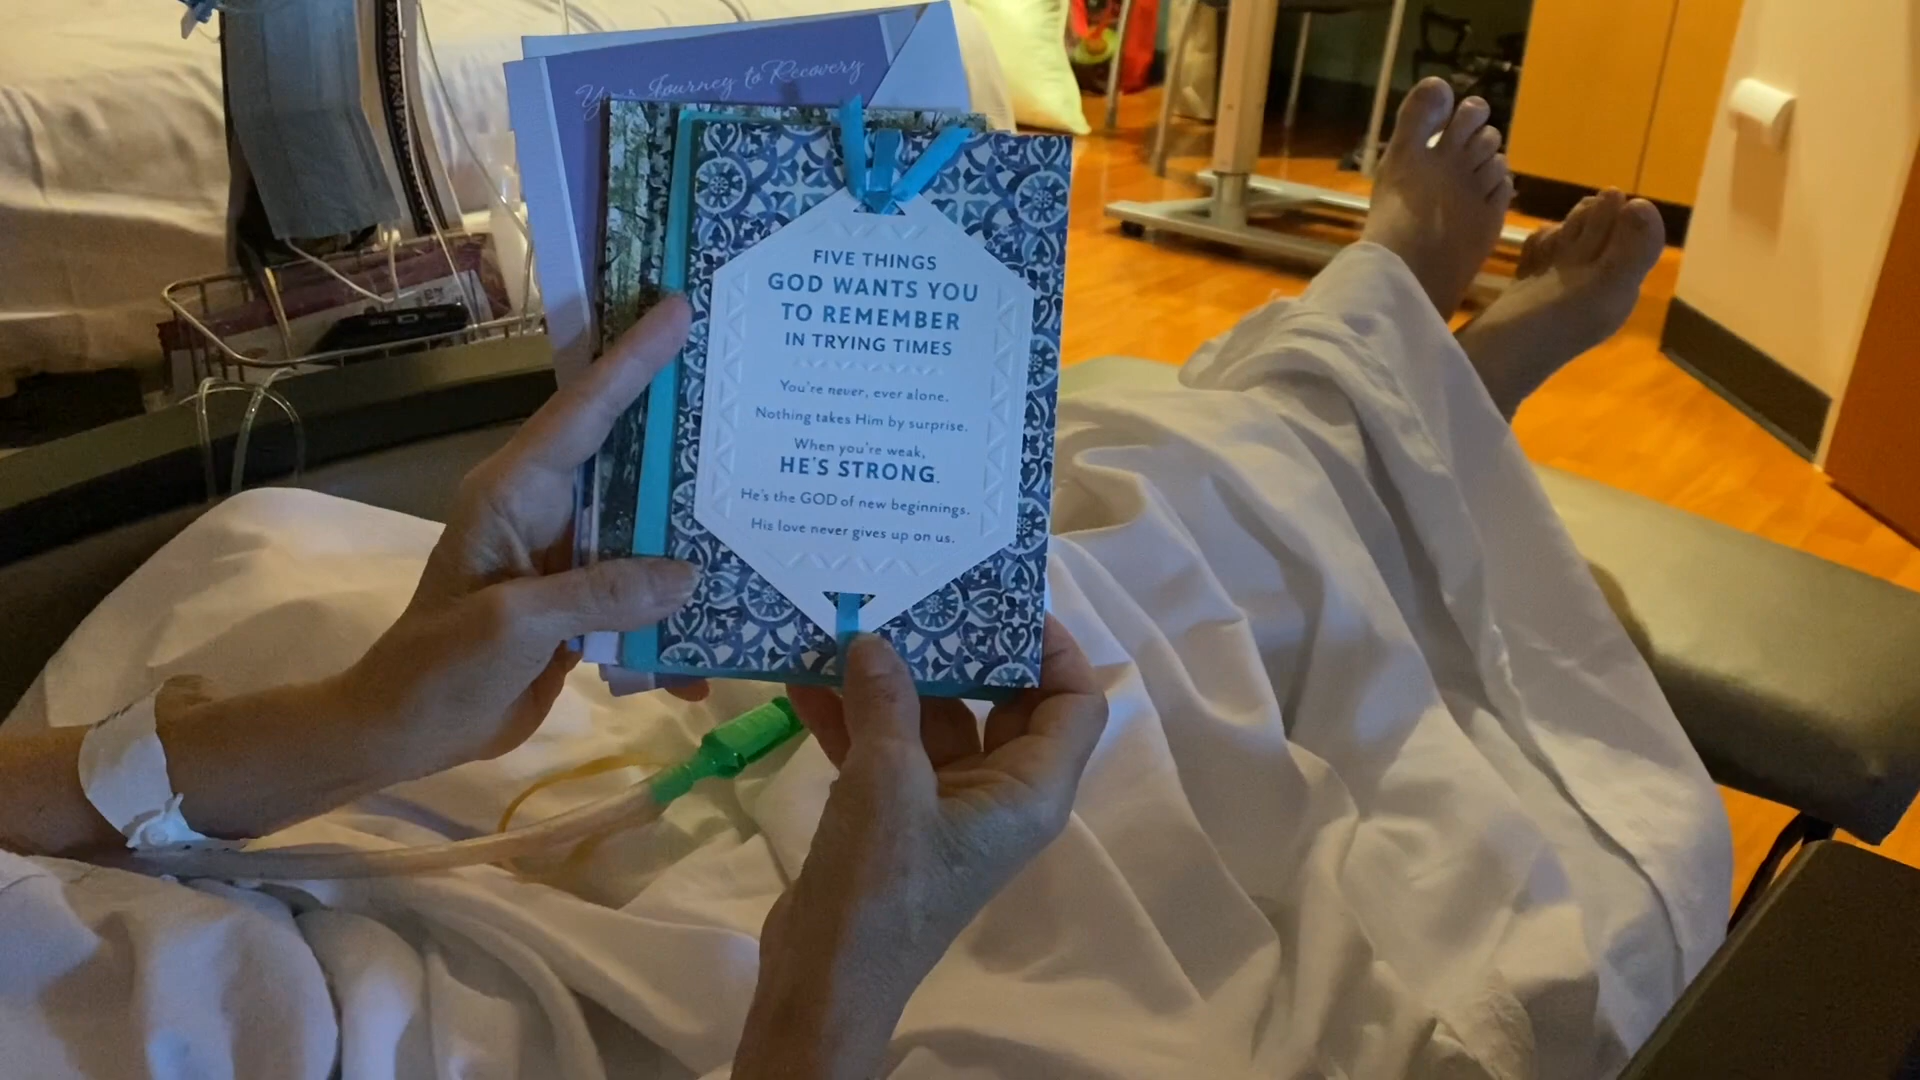 Your Journey to Recovery
FIVE THINGS
GOD WANTS YOU
TO REMEMBER
IN TRYING TIMES
You're never, ever alone.
Nothing takes Him by surprise.
When you're weak,
HE'S STRONG.
He's the GOD of new beginnings.
His love never gives up on us.